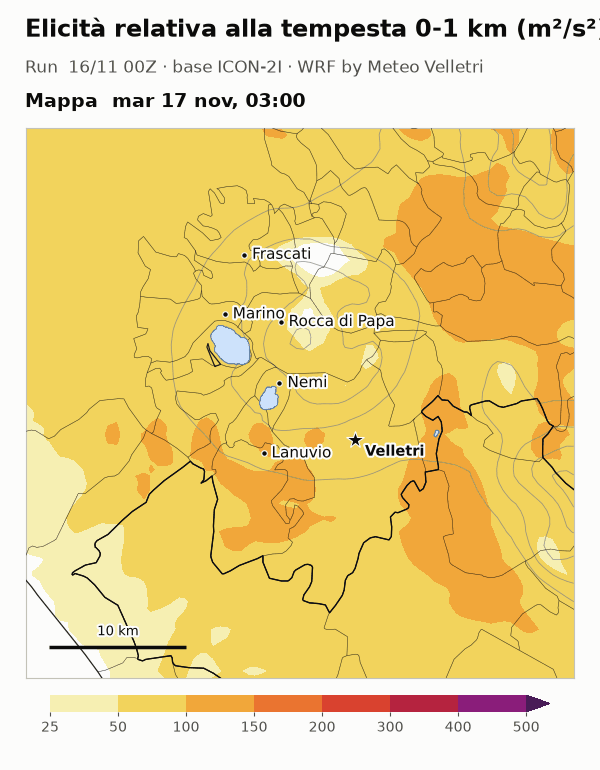 Elicità relativa alla tempesta 0-1 km (m²/s²)
Run 16/11 00Z · base ICON-2I · WRF by Meteo Velletri
Mappa mar 17 nov, 03:00
Frascati
Marino
Rocca di Papa
Nemi
Velletri
Lanuvio
10 km
25 50 100 150 200 300 400 500